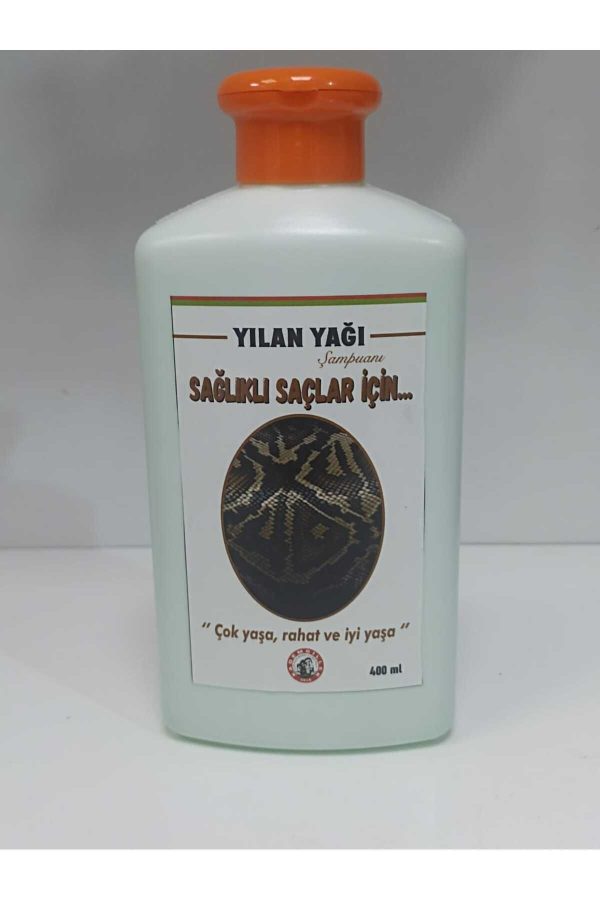 YILAN YAĞI
Şampuanı
SAĞLIKLI SAÇLAR İÇİN...
“ Çok yaşa, rahat ve iyi yaşa “
400 ml